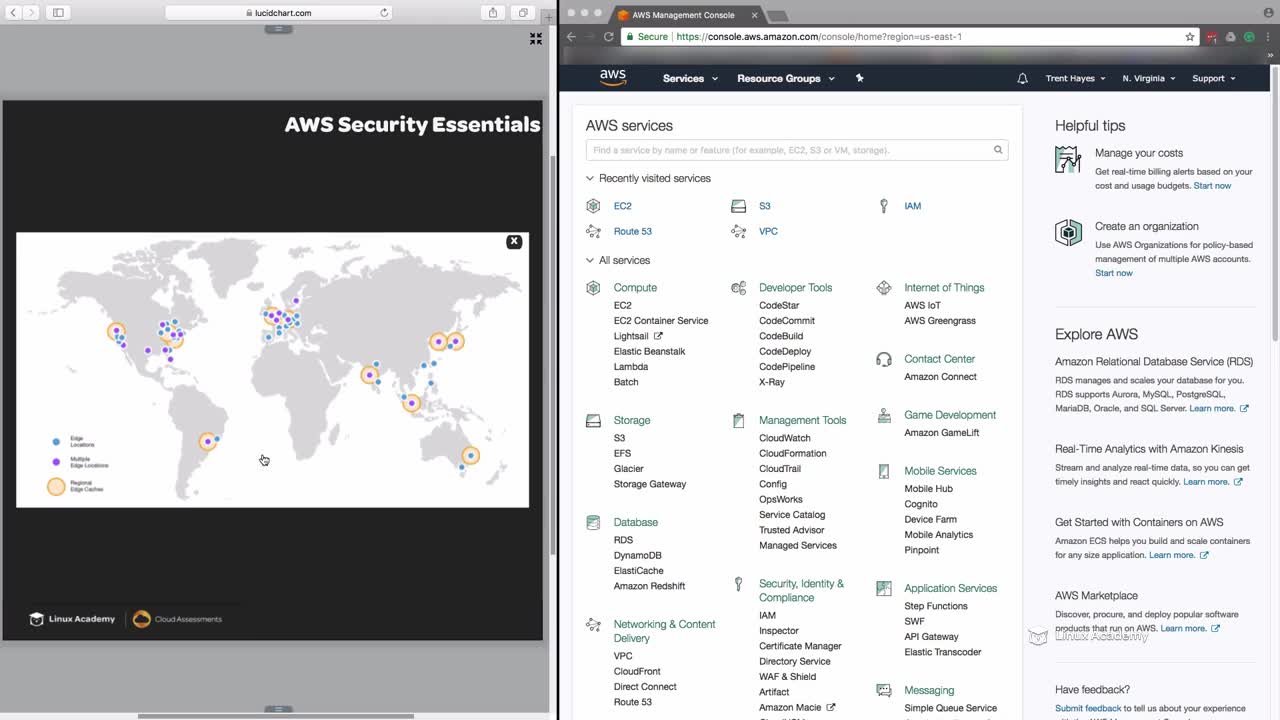 lucidchart.com
AWS Security Essentials
Edge
Locations
Multiple
Edge Locations
Regional
Edge Caches
Linux Academy
Cloud Assessments
AWS Management Console
Secure
https://console.aws.amazon.com/console/home?region=us-east-1
aws
Services
Resource Groups
Trent Hayes
N. Virginia
Support
AWS services
Find a service by name or feature (for example, EC2, S3 or VM, storage).
Recently visited services
EC2
S3
IAM
Route 53
VPC
All services
Compute
EC2
EC2 Container Service
Lightsail
Elastic Beanstalk
Lambda
Batch
Storage
S3
EFS
Glacier
Storage Gateway
Database
RDS
DynamoDB
ElastiCache
Amazon Redshift
Networking & Content
Delivery
VPC
CloudFront
Direct Connect
Route 53
Developer Tools
CodeStar
CodeCommit
CodeBuild
CodeDeploy
CodePipeline
X-Ray
Management Tools
CloudWatch
CloudFormation
CloudTrail
Config
OpsWorks
Service Catalog
Trusted Advisor
Managed Services
Security, Identity &
Compliance
IAM
Inspector
Certificate Manager
Directory Service
WAF & Shield
Artifact
Amazon Macie
Internet of Things
AWS IoT
AWS Greengrass
Contact Center
Amazon Connect
Game Development
Amazon GameLift
Mobile Services
Mobile Hub
Cognito
Device Farm
Mobile Analytics
Pinpoint
Application Services
Step Functions
SWF
API Gateway
Elastic Transcoder
Messaging
Simple Queue Service
Helpful tips
Manage your costs
Get real-time billing alerts based on your
cost and usage budgets. Start now
Create an organization
Use AWS Organizations for policy-based
management of multiple AWS accounts.
Start now
Explore AWS
Amazon Relational Database Service (RDS)
RDS manages and scales your database for you.
RDS supports Aurora, MySQL, PostgreSQL,
MariaDB, Oracle, and SQL Server. Learn more.
Real-Time Analytics with Amazon Kinesis
Stream and analyze real-time data, so you can get
timely insights and react quickly. Learn more.
Get Started with Containers on AWS
Amazon ECS helps you build and scale containers
for any size application. Learn more.
AWS Marketplace
Discover, procure, and deploy popular software
products that run on AWS. Learn more.
Linux Academy
Have feedback?
Submit feedback to tell us about your experience